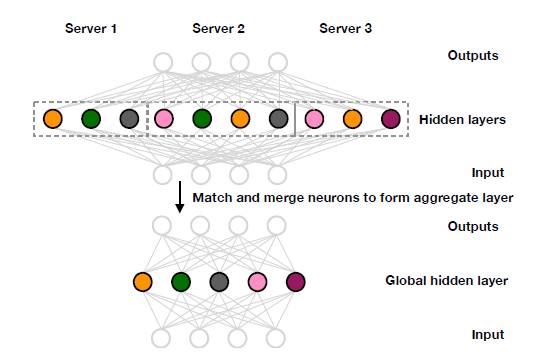 Server 1 Server 2 Server 3
Outputs
Hidden layers
Input
Match and merge neurons to form aggregate layer
Outputs
Global hidden layer
Input